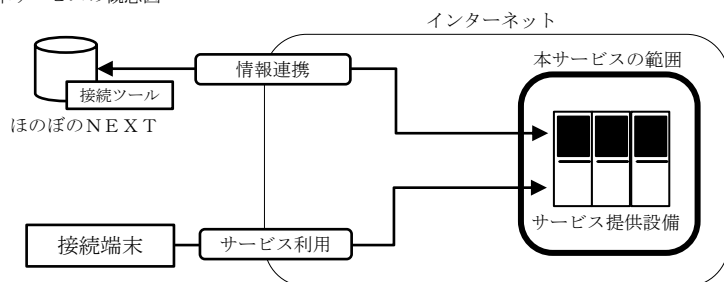 インターネット
情報連携
本サービスの範囲
接続ツール
ほのぼのＮＥＸＴ
サービス提供設備
接続端末
サービス利用